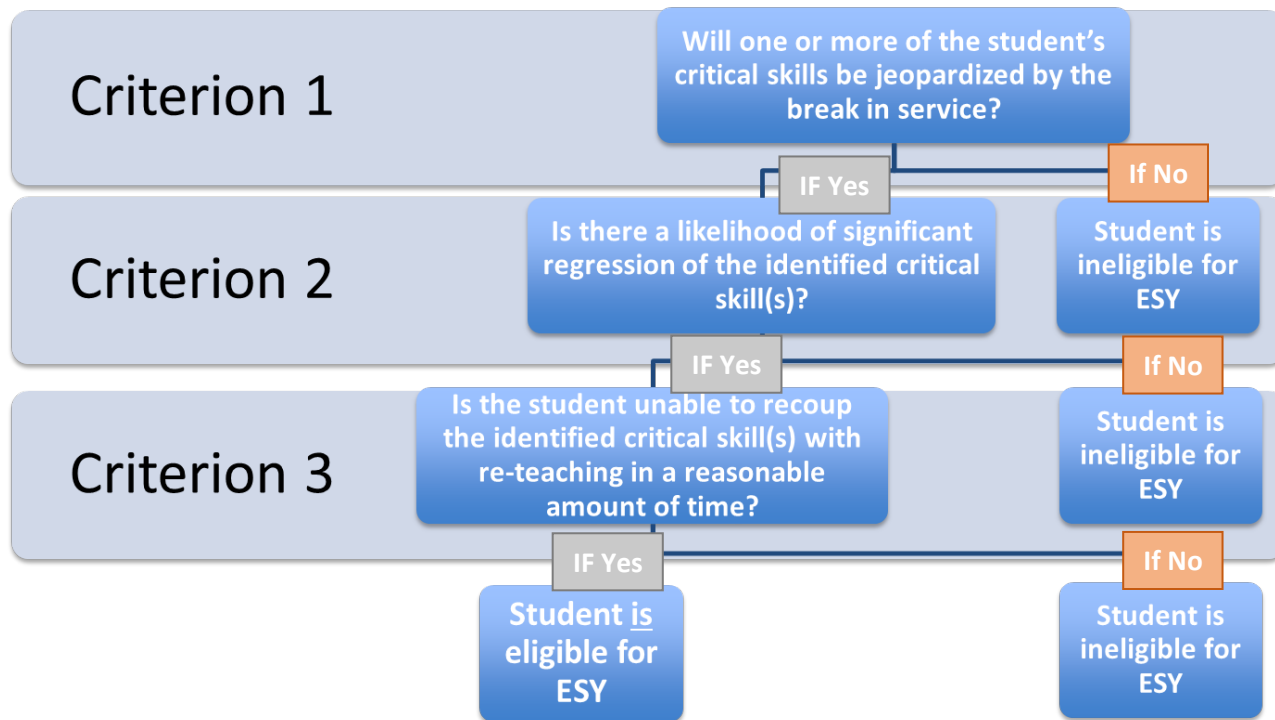 Criterion 1
Will one or more of the student's
critical skills be jeopardized by the
break in service?
IF Yes
If No
Criterion 2
Is there a likelihood of significant
regression of the identified critical
skill(s)?
Student is
ineligible for
ESY
IF Yes
If No
Criterion 3
Is the student unable to recoup
the identified critical skill(s) with
re-teaching in a reasonable
amount of time?
Student is
ineligible for
ESY
IF Yes
If No
Student is
eligible for
ESY
Student is
ineligible for
ESY